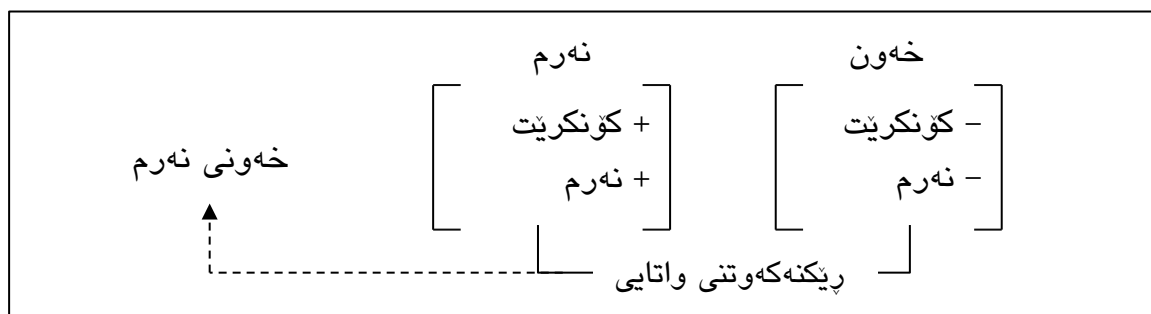 خەون
− کۆنکرێت
− نەرم
نەرم
+ کۆنکرێت
+ نەرم
خەونی نەرم
ڕێکنەکەوتنی واتایی